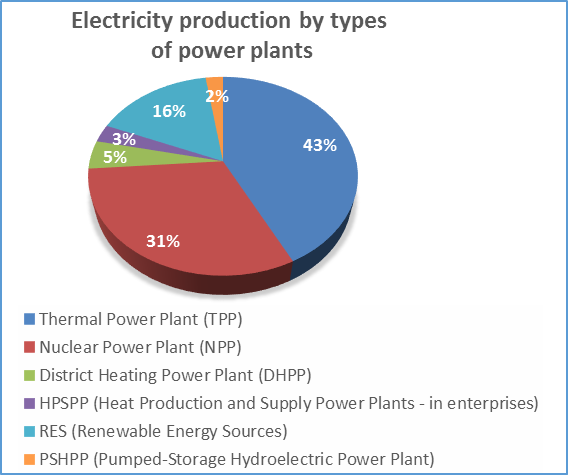 Electricity production by types
of power plants
2%
16%
43%
3%
5%
31%
Thermal Power Plant (TPP)
Nuclear Power Plant (NPP)
District Heating Power Plant (DHPP)
HPSPP (Heat Production and Supply Power Plants - in enterprises)
RES (Renewable Energy Sources)
PSHPP (Pumped-Storage Hydroelectric Power Plant)